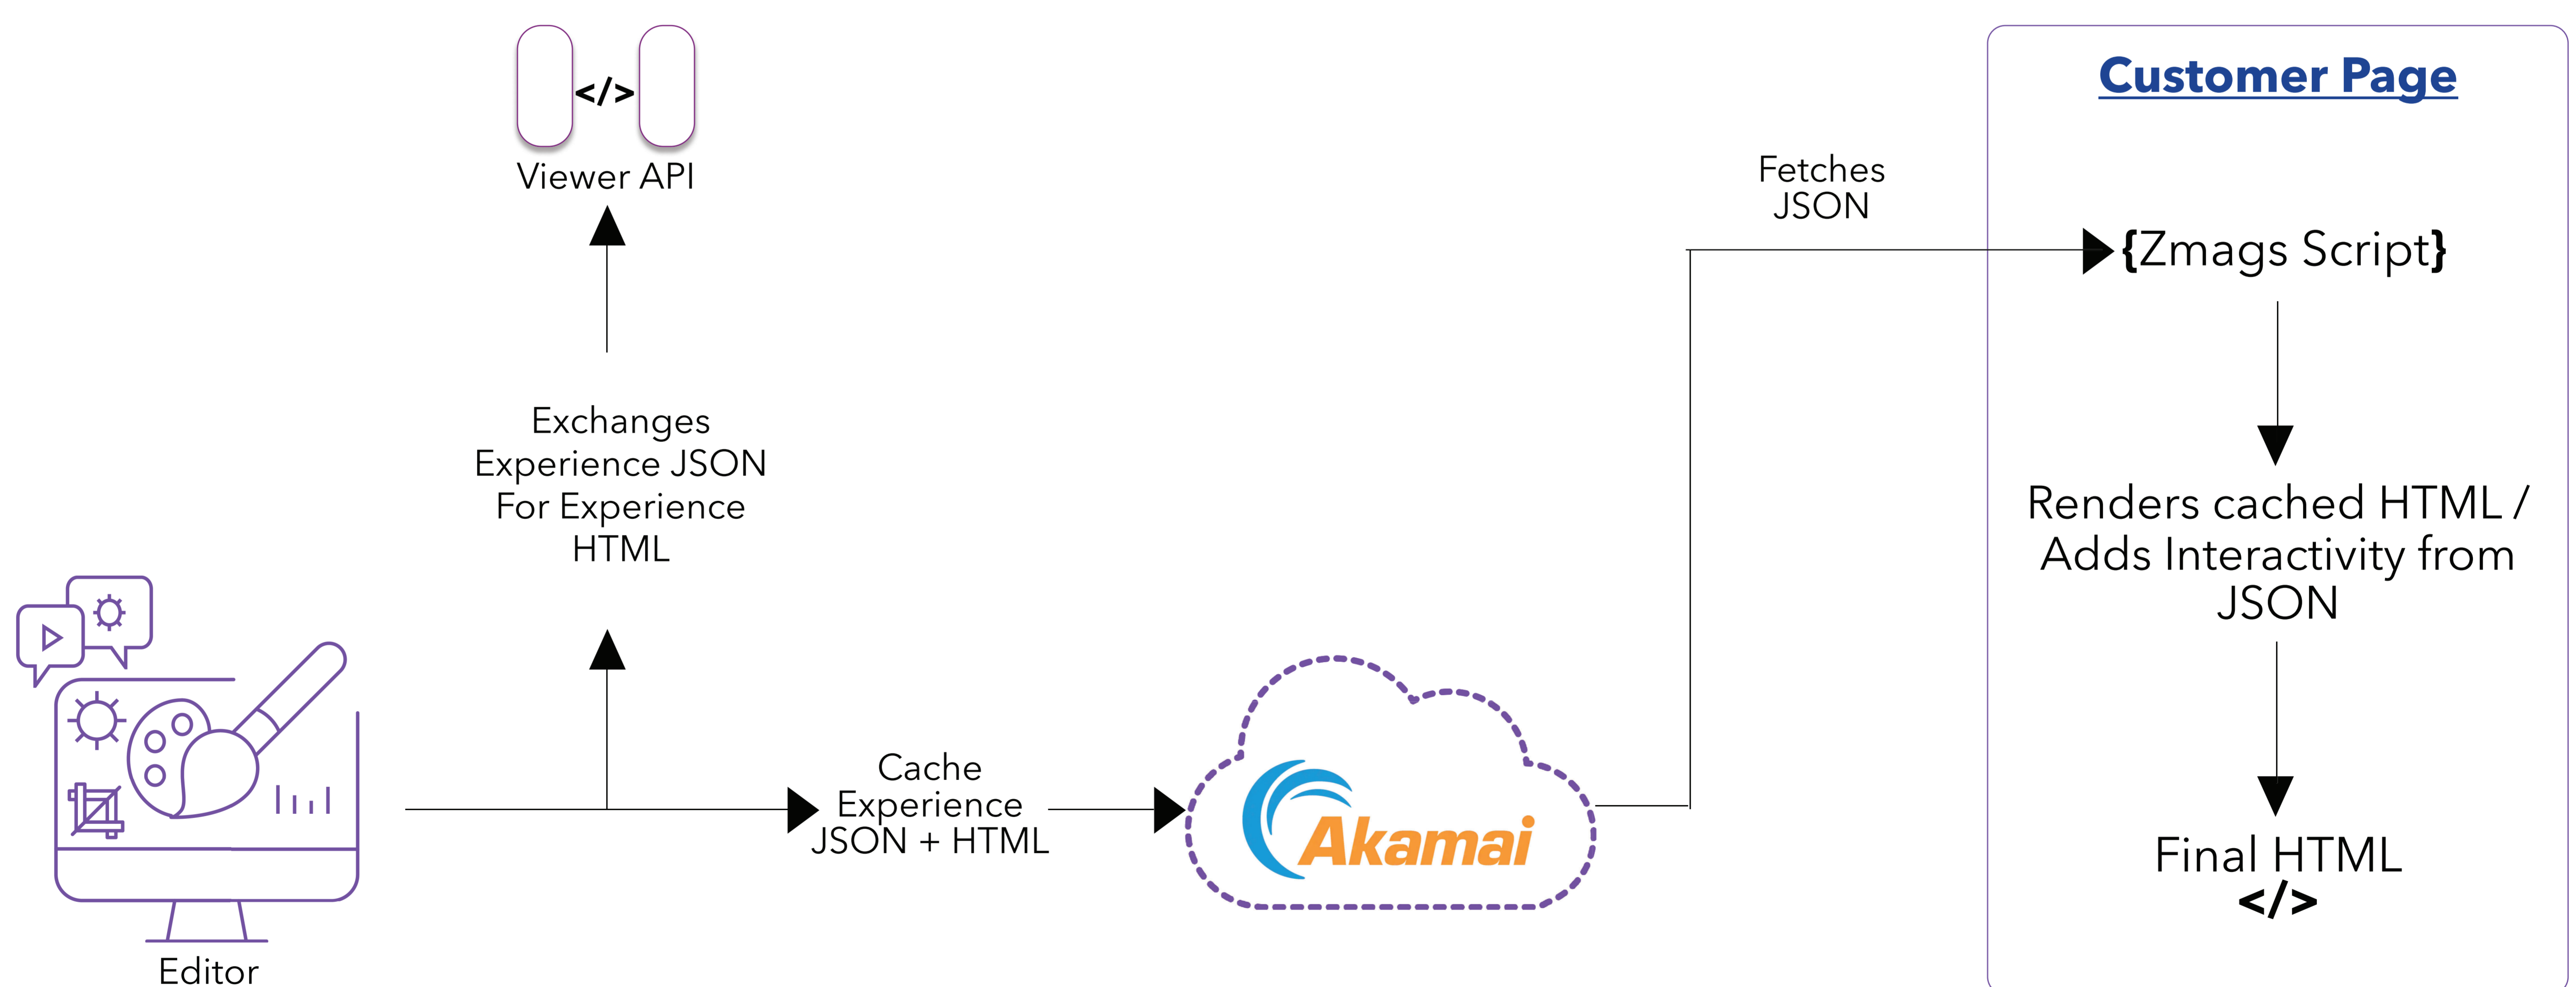 </>
Viewer API
Exchanges
Experience JSON
For Experience
HTML
Editor
Cache
Experience
JSON + HTML
Akamai
Fetches
JSON
Customer Page
{Zmags Script}
Renders cached HTML /
Adds Interactivity from
JSON
Final HTML
</>